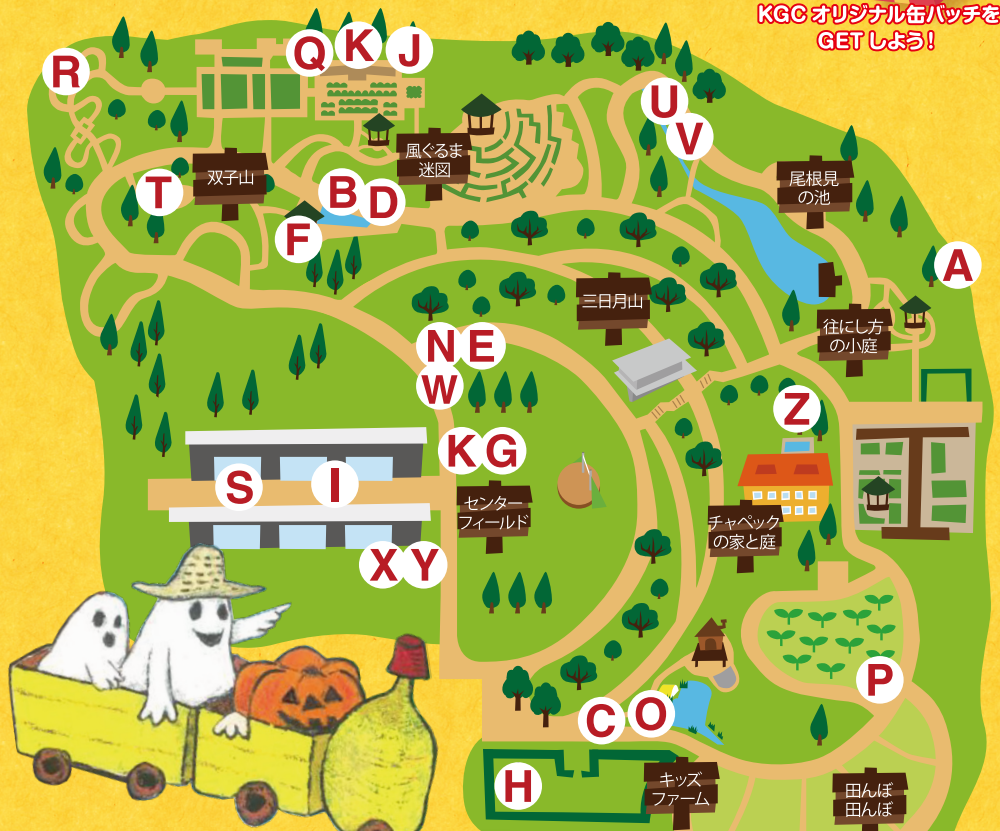 KGC オリジナル缶バッチを
GETしよう！
Q K J
R
U
V
風ぐるま
迷図
双子山
尾根見
の池
T
B D
F
A
三日月山
往にし方
の小庭
N E
W
Z
K G
S I
センター
フィールド
チャペック
の家と庭
X Y
P
C O
H
キッズ
ファーム
田んぼ
田んぼ